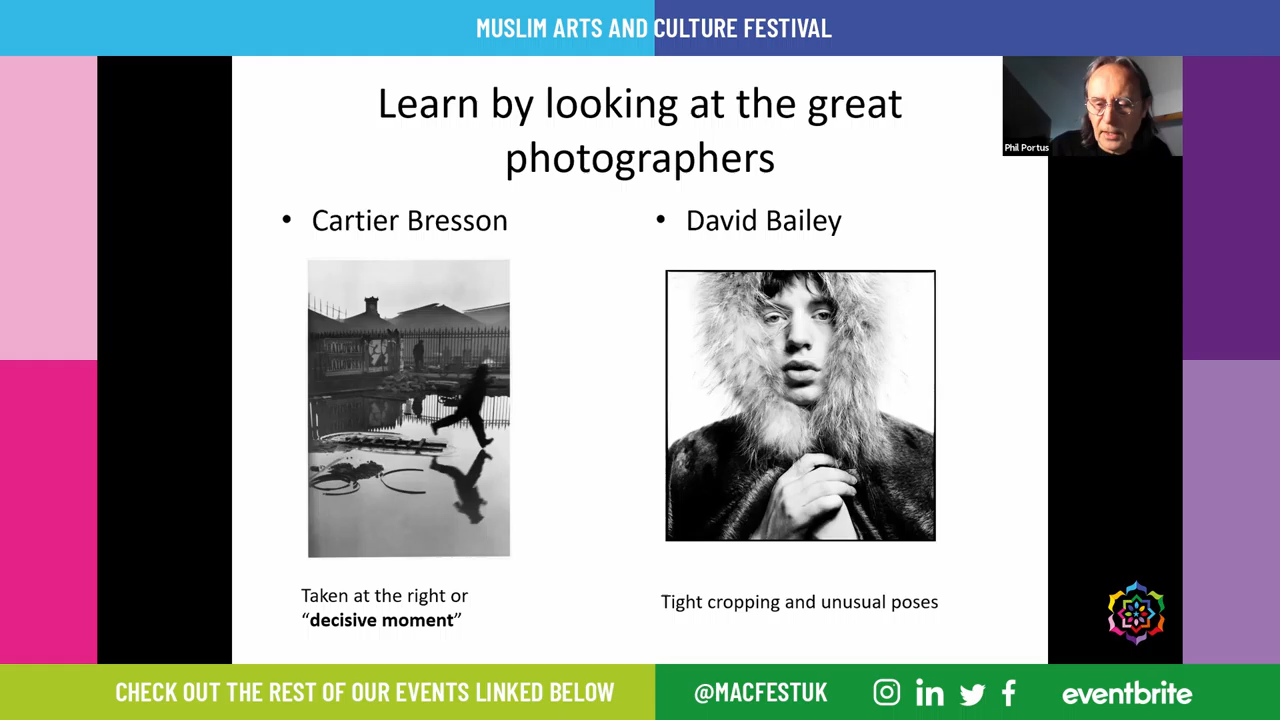 MUSLIM ARTS AND CULTURE FESTIVAL
Learn by looking at the great
photographers
Phil Portus
• Cartier Bresson
• David Bailey
Taken at the right or
“decisive moment”
Tight cropping and unusual poses
CHECK OUT THE REST OF OUR EVENTS LINKED BELOW
@MACFESTUK
in
eventbrite